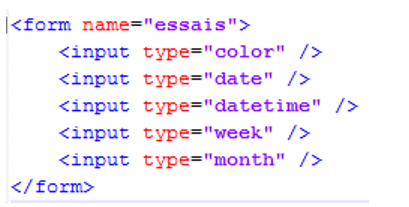 <form name="essais">
<input type="color" />
<input type="date" />
<input type="datetime" />
<input type="week" />
<input type="month" />
</form>